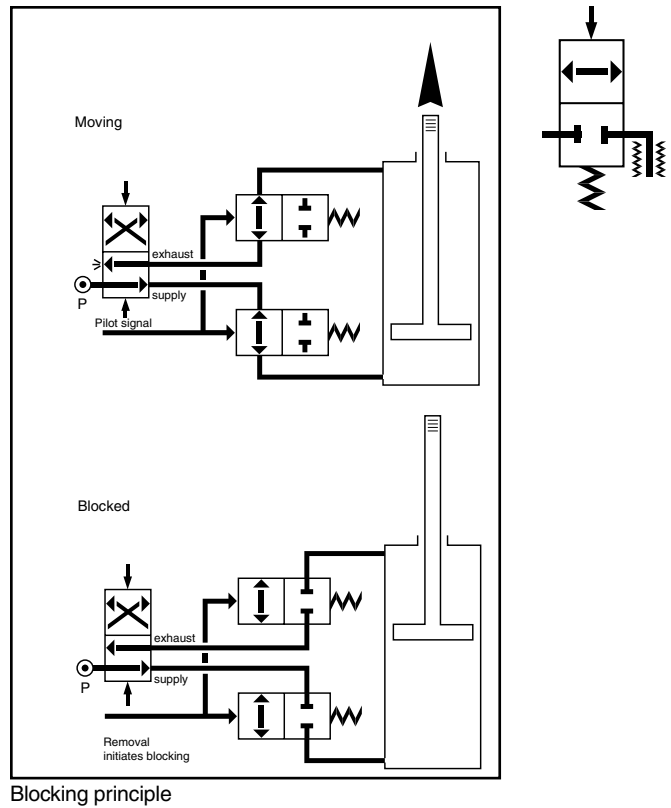 Moving
exhaust
P
supply
Pilot signal
Blocked
exhaust
P
supply
Removal
initiates blocking
Blocking principle